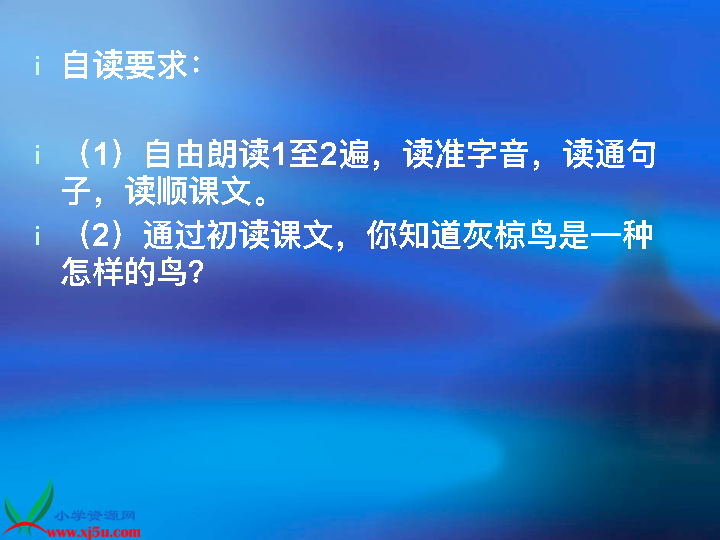 i 自读要求：
i （1）自由朗读1至2遍，读准字音，读通句
子，读顺课文。
i （2）通过初读课文，你知道灰椋鸟是一种
怎样的鸟？
小学资源网
www.xj5u.com